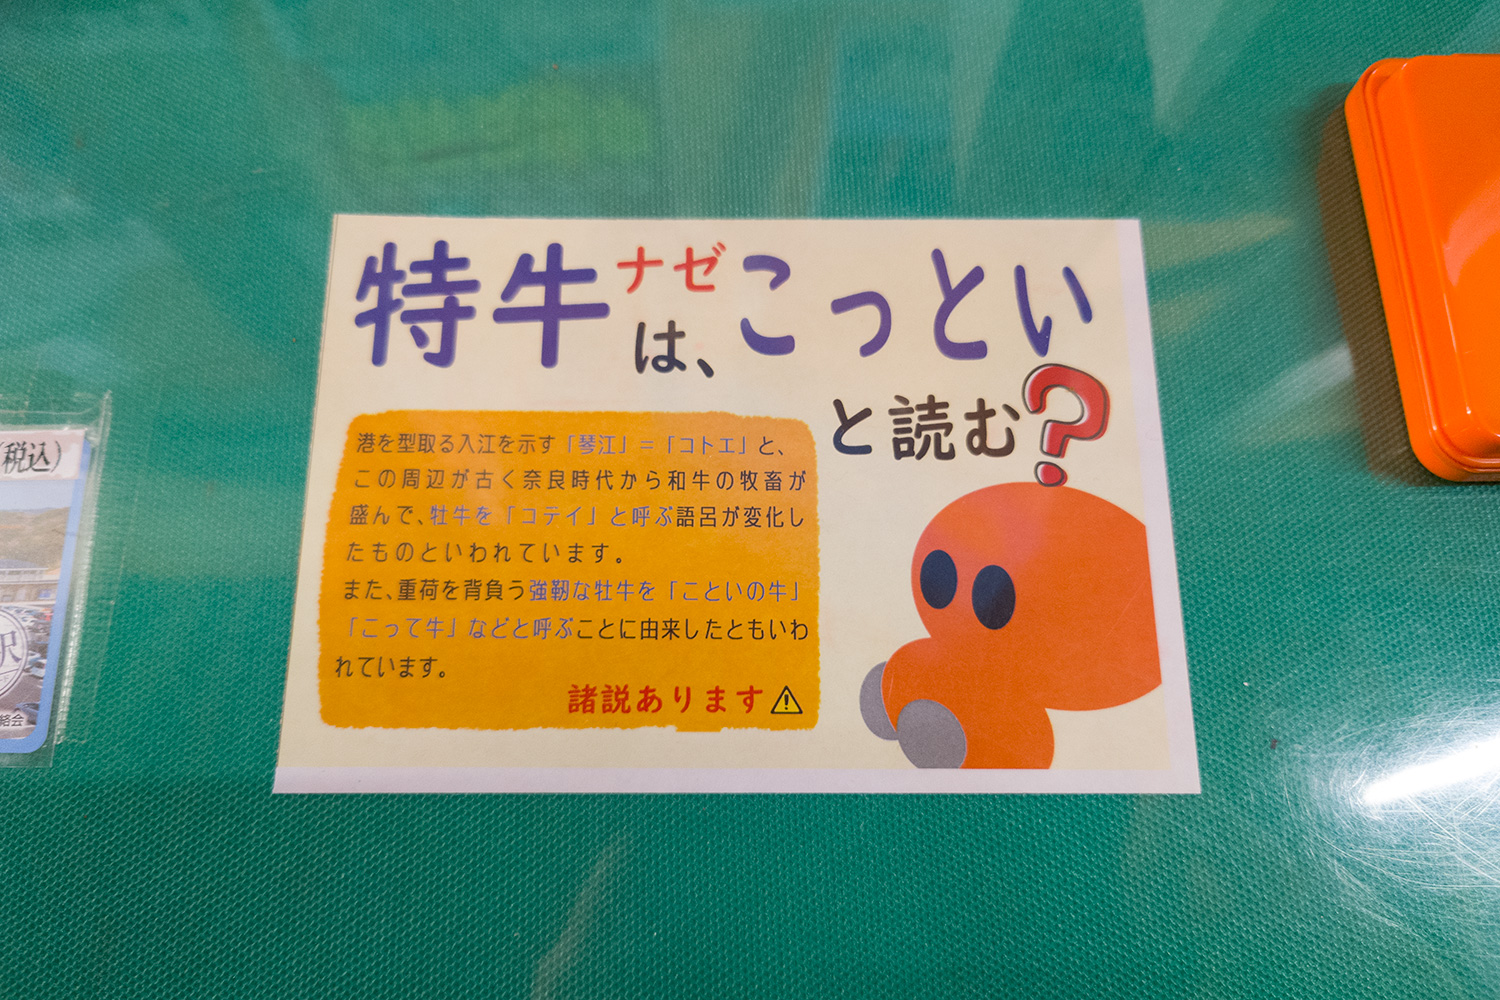 特牛ナゼは、こっとい
と読む?
港を型取る入江を示す「琴江」=「コトエ」と、
この周辺が古く奈良時代から和牛の牧畜が
盛んで、牡牛を「コテイ」と呼ぶ語呂が変化し
たものといわれています。
また、重荷を背負う強靭な牡牛を「こといの牛」
「こって牛」などと呼ぶことに由来したともいわ
れています。
諸説あります
(税込)
沢
絡会